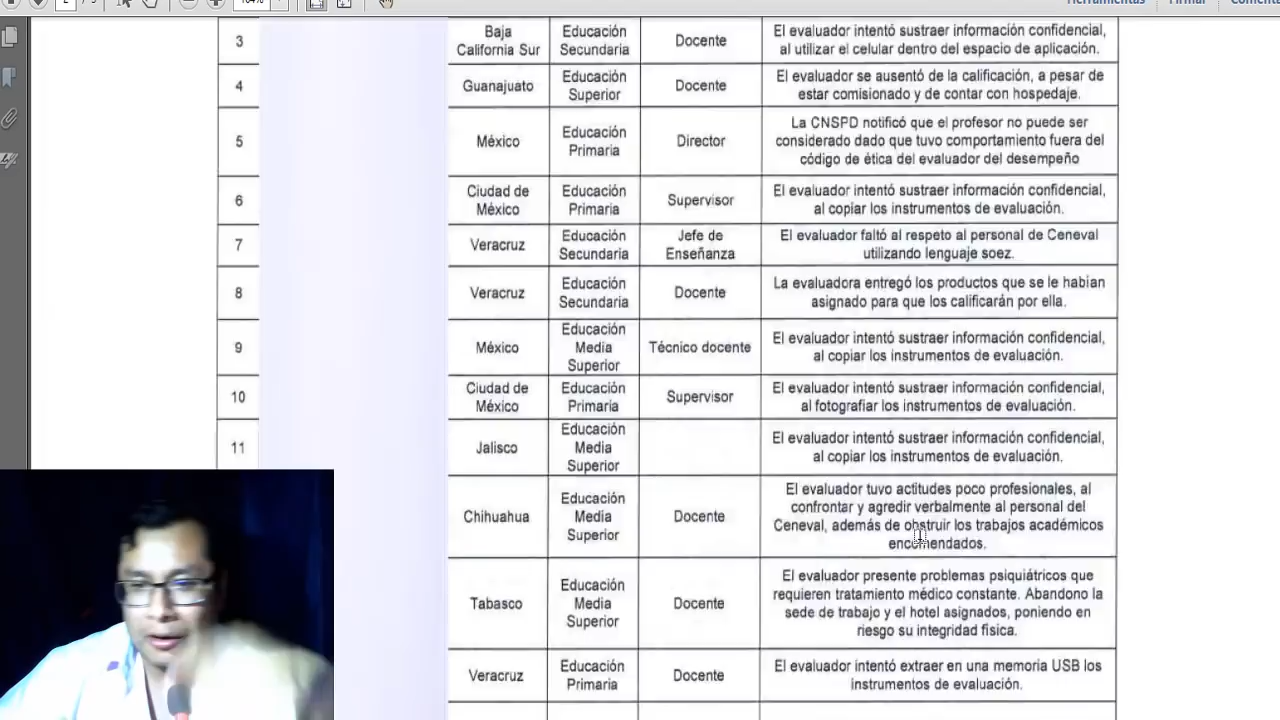 Herramientas
Firmar
3
Baja
California Sur
Educación
Secundaria
Docente
El evaluador intentó sustraer información confidencial,
al utilizar el celular dentro del espacio de aplicación.
4
Guanajuato
Educación
Superior
Docente
El evaluador se ausentó de la calificación, a pesar de
estar comisionado y de contar con hospedaje.
5
México
Educación
Primaria
Director
La CNSPD notificó que el profesor no puede ser
considerado dado que tuvo comportamiento fuera del
código de ética del evaluador del desempeño
6
Ciudad de
México
Educación
Primaria
Supervisor
El evaluador intentó sustraer información confidencial,
al copiar los instrumentos de evaluación.
7
Veracruz
Educación
Secundaria
Jefe de
Enseñanza
El evaluador faltó al respeto al personal de Ceneval
utilizando lenguaje soez.
8
Veracruz
Educación
Secundaria
Docente
La evaluadora entregó los productos que se le habian
asignado para que los calificarán por ella.
9
México
Educación
Media
Superior
Técnico docente
El evaluador intentó sustraer información confidencial,
al copiar los instrumentos de evaluación.
10
Ciudad de
México
Educación
Primaria
Supervisor
El evaluador intentó sustraer información confidencial,
al fotografiar los instrumentos de evaluación.
11
Jalisco
Educación
Media
Superior
El evaluador intentó sustraer información confidencial,
al copiar los instrumentos de evaluación.
Chihuahua
Educación
Media
Superior
Docente
El evaluador tuvo actitudes poco profesionales, al
confrontar y agredir verbalmente al personal del
Ceneval, además de obstruir los trabajos académicos
encomendados.
Tabasco
Educación
Media
Superior
Docente
El evaluador presente problemas psiquiátricos que
requieren tratamiento médico constante. Abandono la
sede de trabajo y el hotel asignados, poniendo en
riesgo su integridad física.
Veracruz
Educación
Primaria
Docente
El evaluador intentó extraer en una memoria USB los
instrumentos de evaluación.